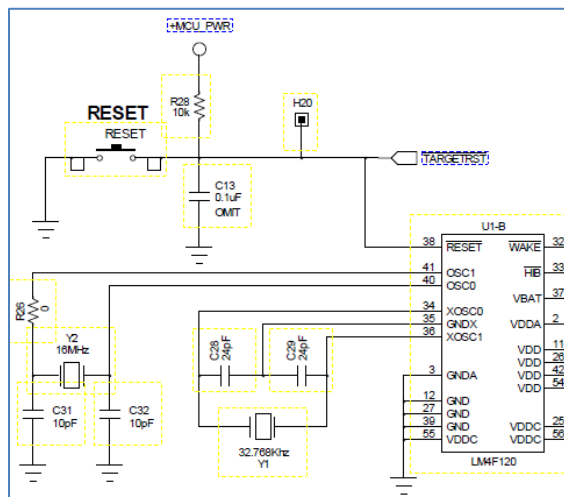 +MCU_PWR
R28
10k
H20
RESET
RESET
TARGETRST
C13
0.1uF
OMIT
U1-B
38 RESET WAKE 32
41 OSC1 HIB 33
40 OSC0
VBAT 37
34 XOSC0
35 GNDX VDDA 2
36 XOSC1
VDD 11
VDD 26
3 GNDA VDD 42
VDD 54
12 GND
27 GND
39 GND VDDC 25
55 VDDC VDDC 56
LM4F120
R26
0
Y2
16MHz
C31
10pF
C32
10pF
C28
24pF
C29
24pF
32.768Khz
Y1